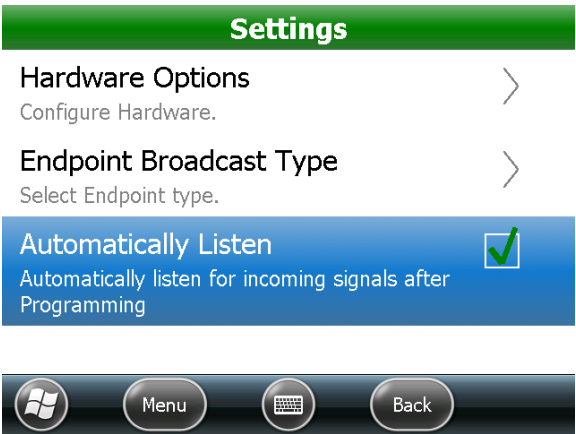 Settings
Hardware Options
Configure Hardware.
Endpoint Broadcast Type
Select Endpoint type.
Automatically Listen
Automatically listen for incoming signals after
Programming
Menu
Back